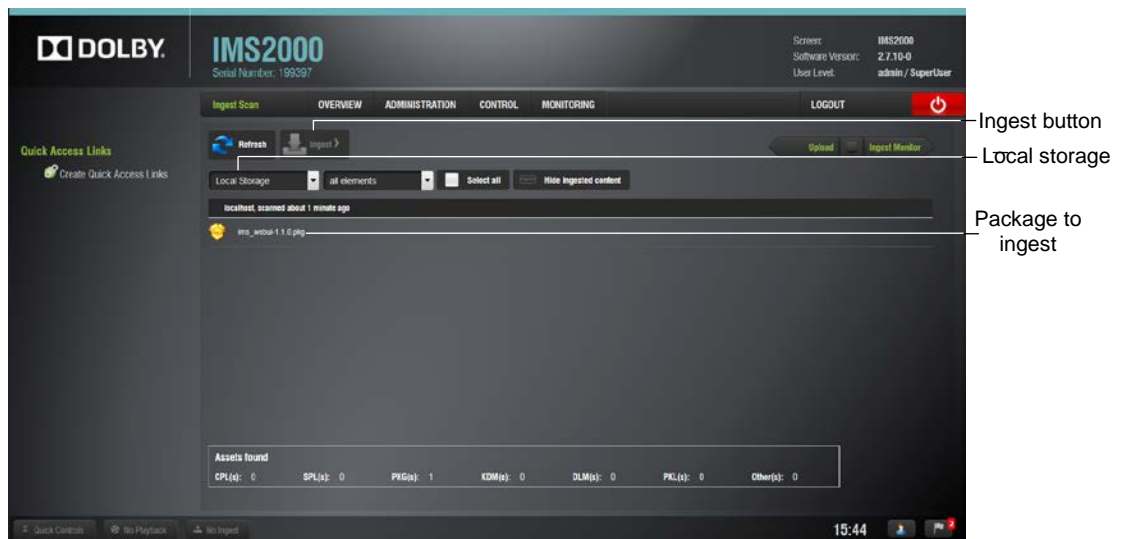 DOLBY.
IMS2000
Serial Number: 199397
Screen: IMS2000
Software Version: 2.7.10-0
User Level: admin / SuperUser
Ingest Scan OVERVIEW ADMINISTRATION CONTROL MONITORING LOGOUT
Ingest button
Quick Access Links
Create Quick Access Links
Refresh Ingest Upload Ingest Monitor
Local storage
Local Storage all elements Select all Hide ingested content
localhost, scanned about 1 minute ago
Package to
ingest
ims_webui-1.1.0.pkg
Assets found
CPL(s): 0 SPL(s): 0 PKG(s): 1 KDM(s): 0 DLM(s): 0 PKL(s): 0 Other(s): 0
Quick Controls No Playback No Ingest 15:44 2